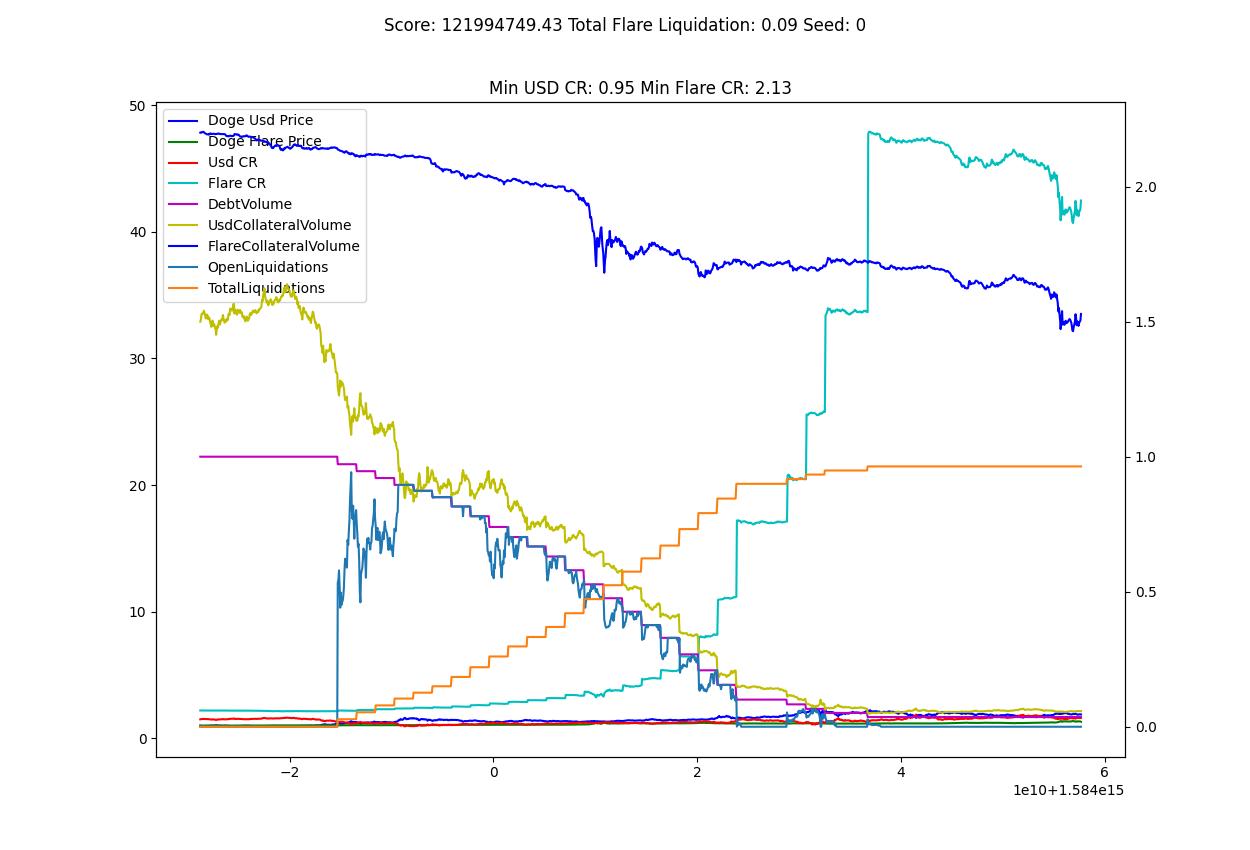 Score: 121994749.43 Total Flare Liquidation: 0.09 Seed: 0
Min USD CR: 0.95 Min Flare CR: 2.13
Doge Usd Price
Doge Flare Price
Usd CR
Flare CR
DebtVolume
UsdCollateralVolume
FlareCollateralVolume
OpenLiquidations
TotalLiquidations
50
40
30
20
10
0
2.0
1.5
1.0
0.5
0.0
−2
0
2
4
6
1e10+1.584e15